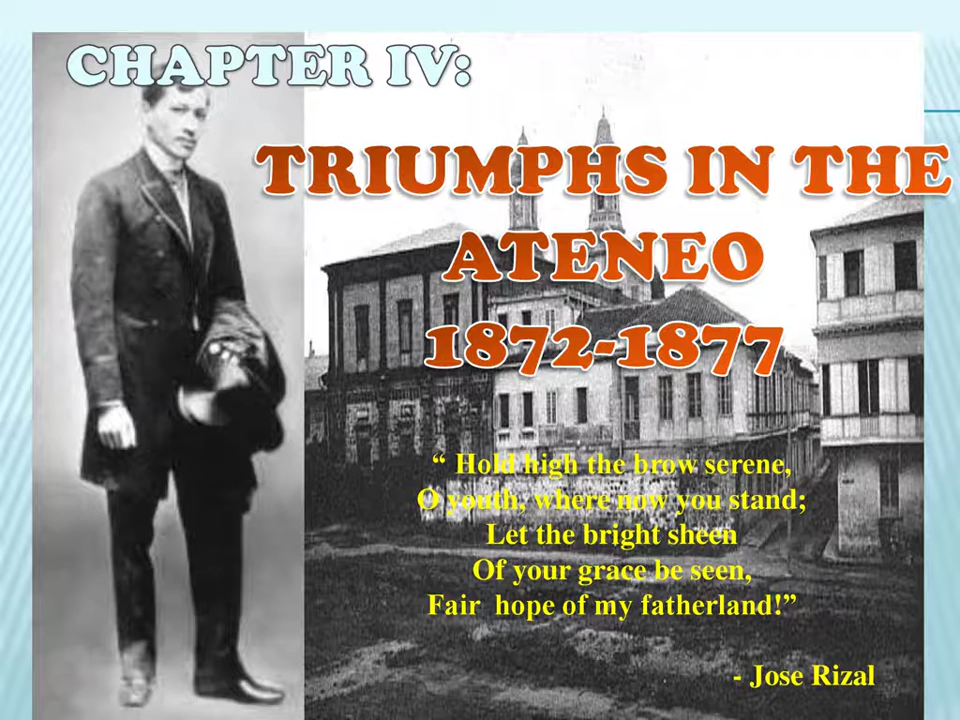 CHAPTER IV:
TRIUMPHS IN THE
ATENEO
1872-1877
“ Hold high the brow serene,
O youth, where now you stand;
Let the bright sheen
Of your grace be seen,
Fair hope of my fatherland!”
- Jose Rizal